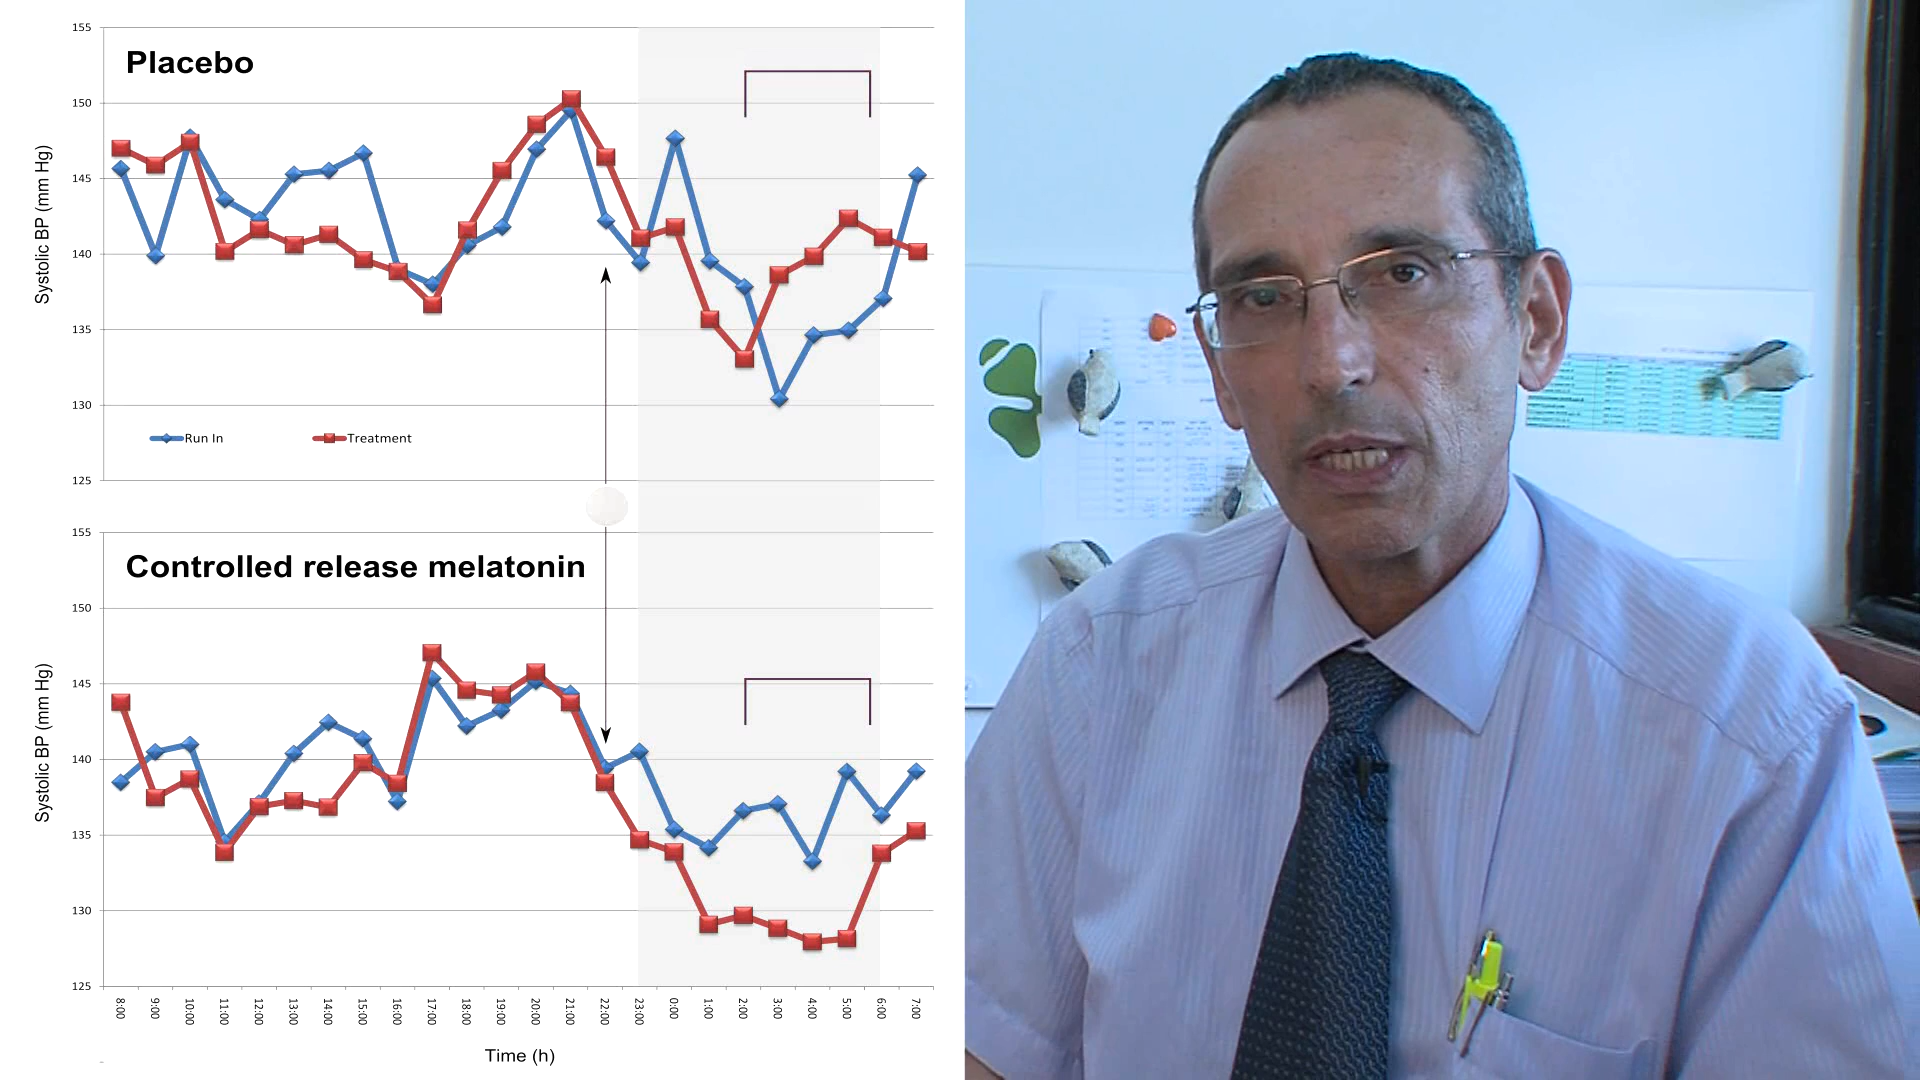 155
150
145
140
135
130
125
Systolic BP (mm Hg)
Placebo
Run In
Treatment
155
150
145
140
135
130
125
Systolic BP (mm Hg)
Controlled release melatonin
8:00 9:00 10:00 11:00 12:00 13:00 14:00 15:00 16:00 17:00 18:00 19:00 20:00 21:00 22:00 23:00 0:00 1:00 2:00 3:00 4:00 5:00 6:00 7:00
Time (h)